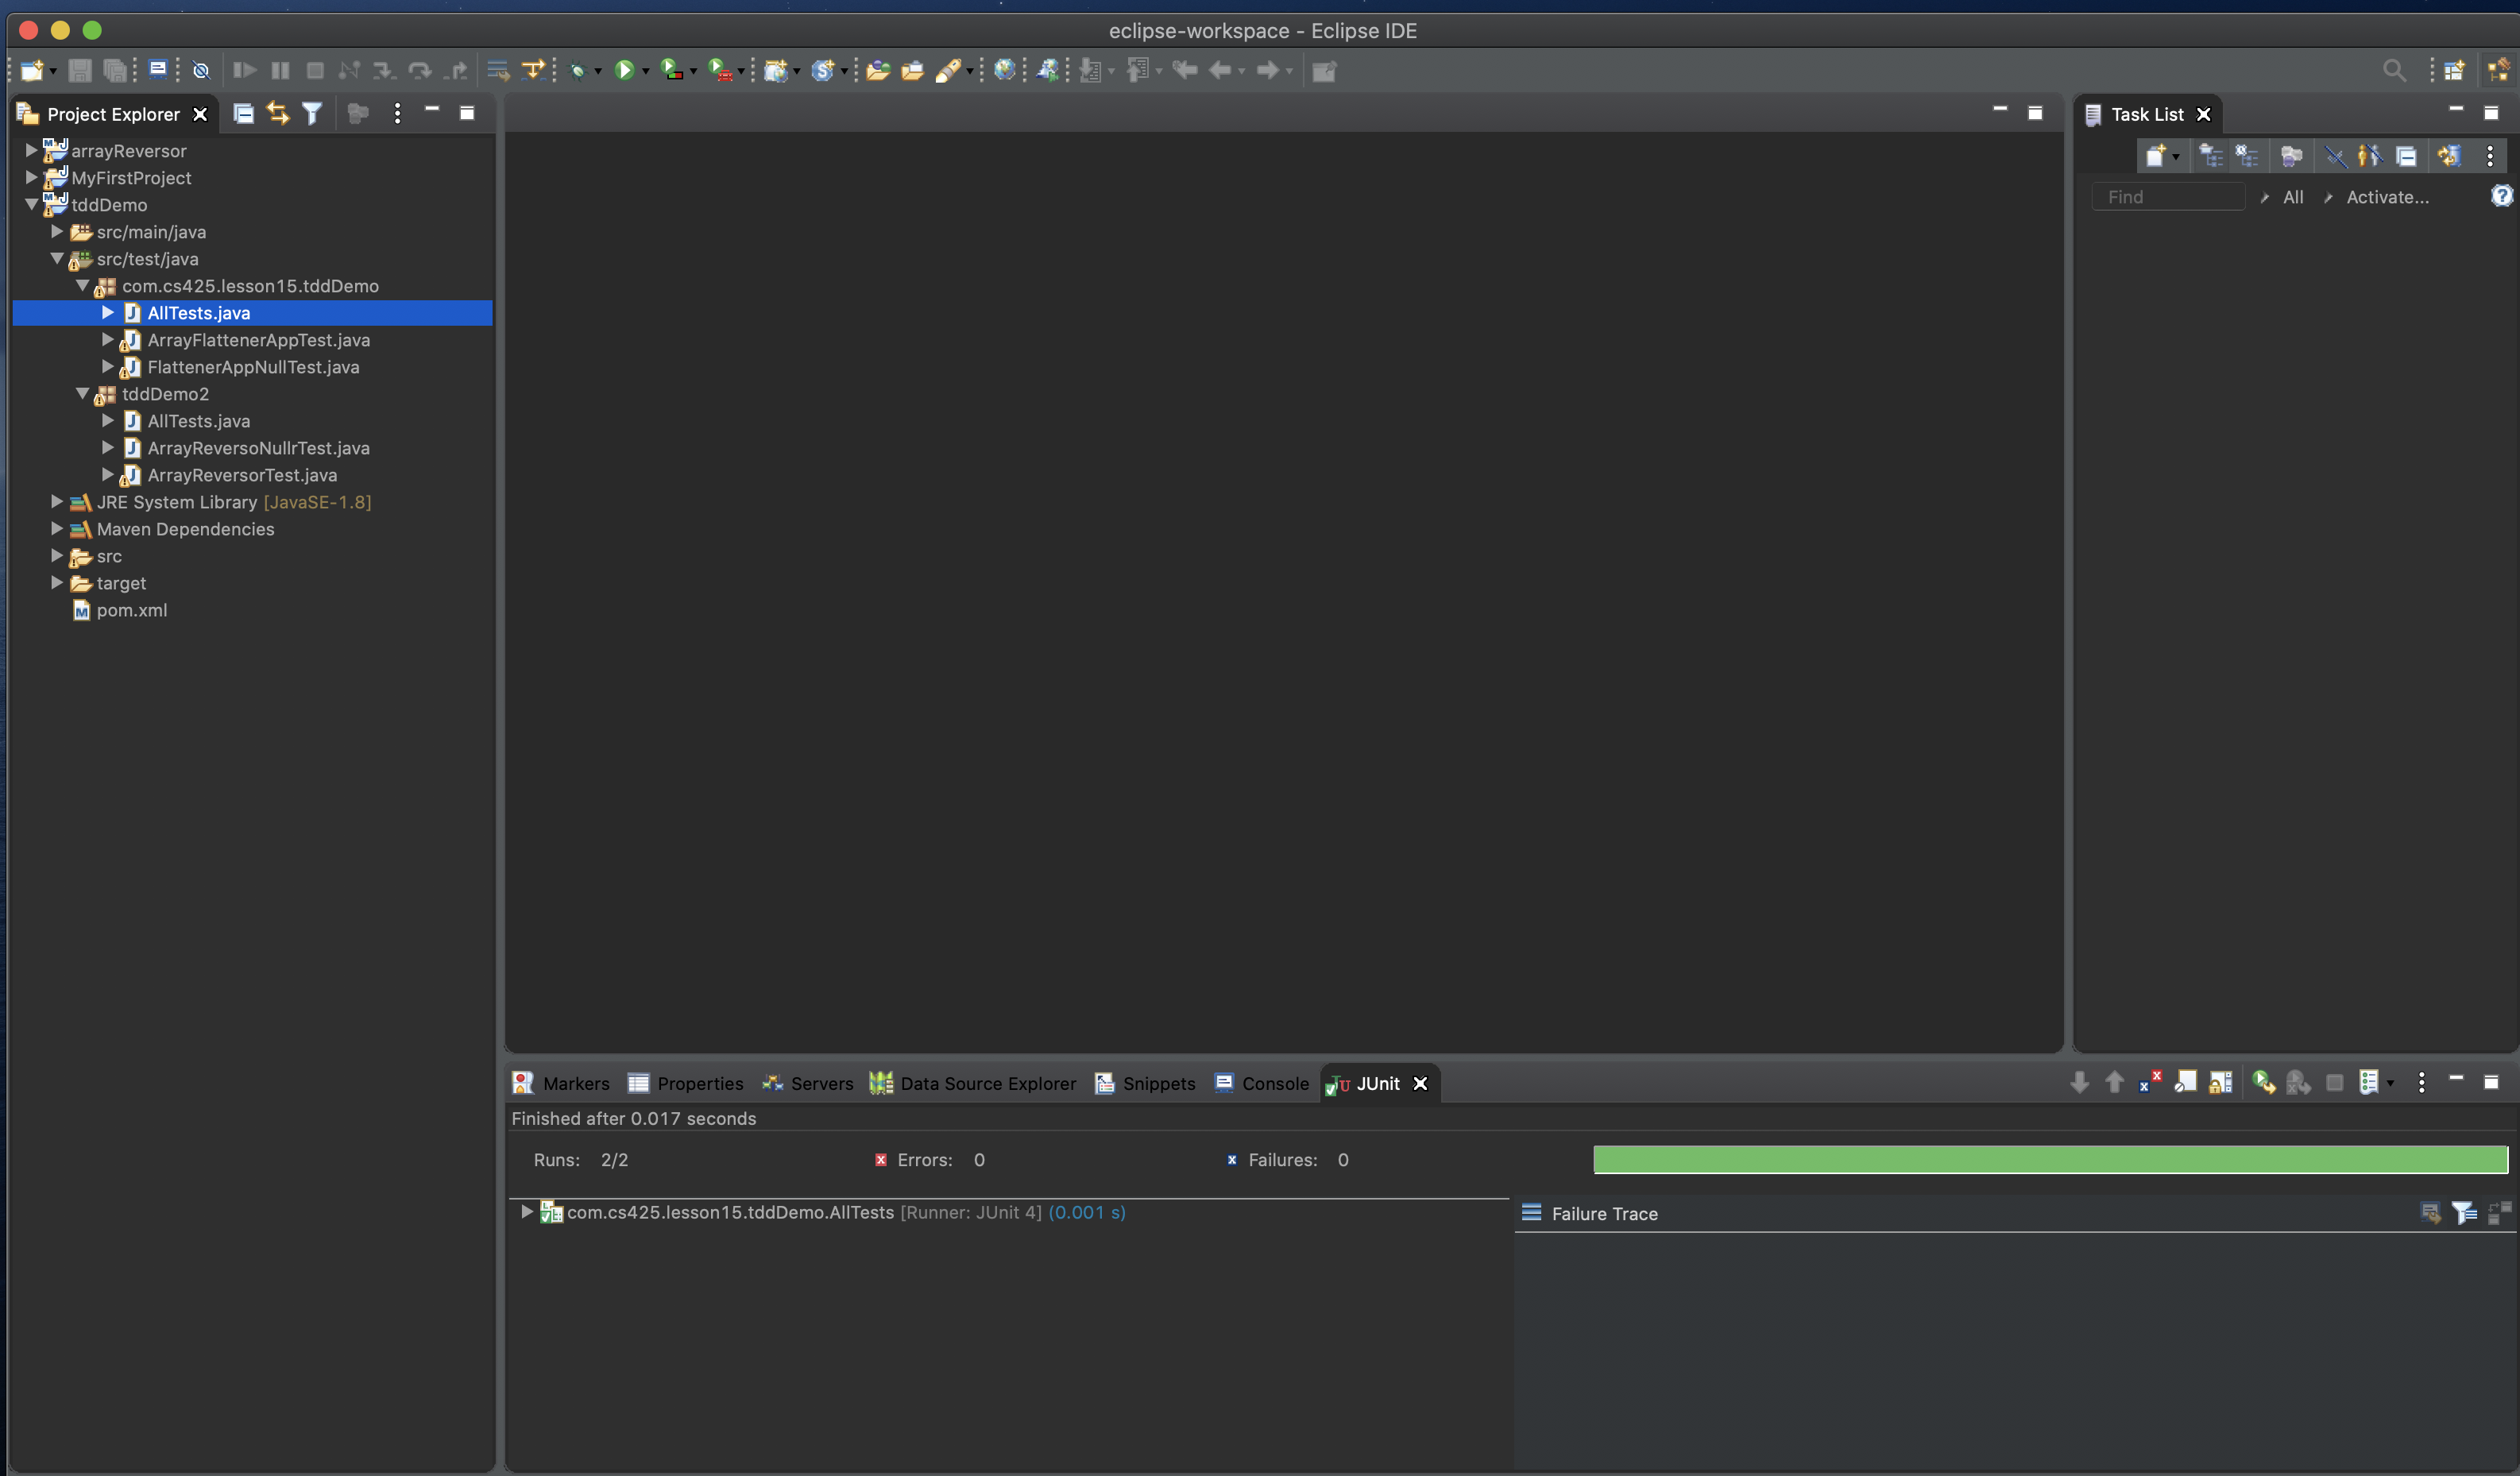 eclipse-workspace - Eclipse IDE
Project Explorer
arrayReversor
MyFirstProject
tddDemo
src/main/java
src/test/java
com.cs425.lesson15.tddDemo
AllTests.java
ArrayFlattenerAppTest.java
FlattenerAppNullTest.java
tddDemo2
AllTests.java
ArrayReversoNullrTest.java
ArrayReversorTest.java
JRE System Library [JavaSE-1.8]
Maven Dependencies
src
target
pom.xml
Task List
Find All Activate...
Markers Properties Servers Data Source Explorer Snippets Console JUnit
Finished after 0.017 seconds
Runs: 2/2 Errors: 0 Failures: 0
com.cs425.lesson15.tddDemo.AllTests [Runner: JUnit 4] (0.001 s)
Failure Trace